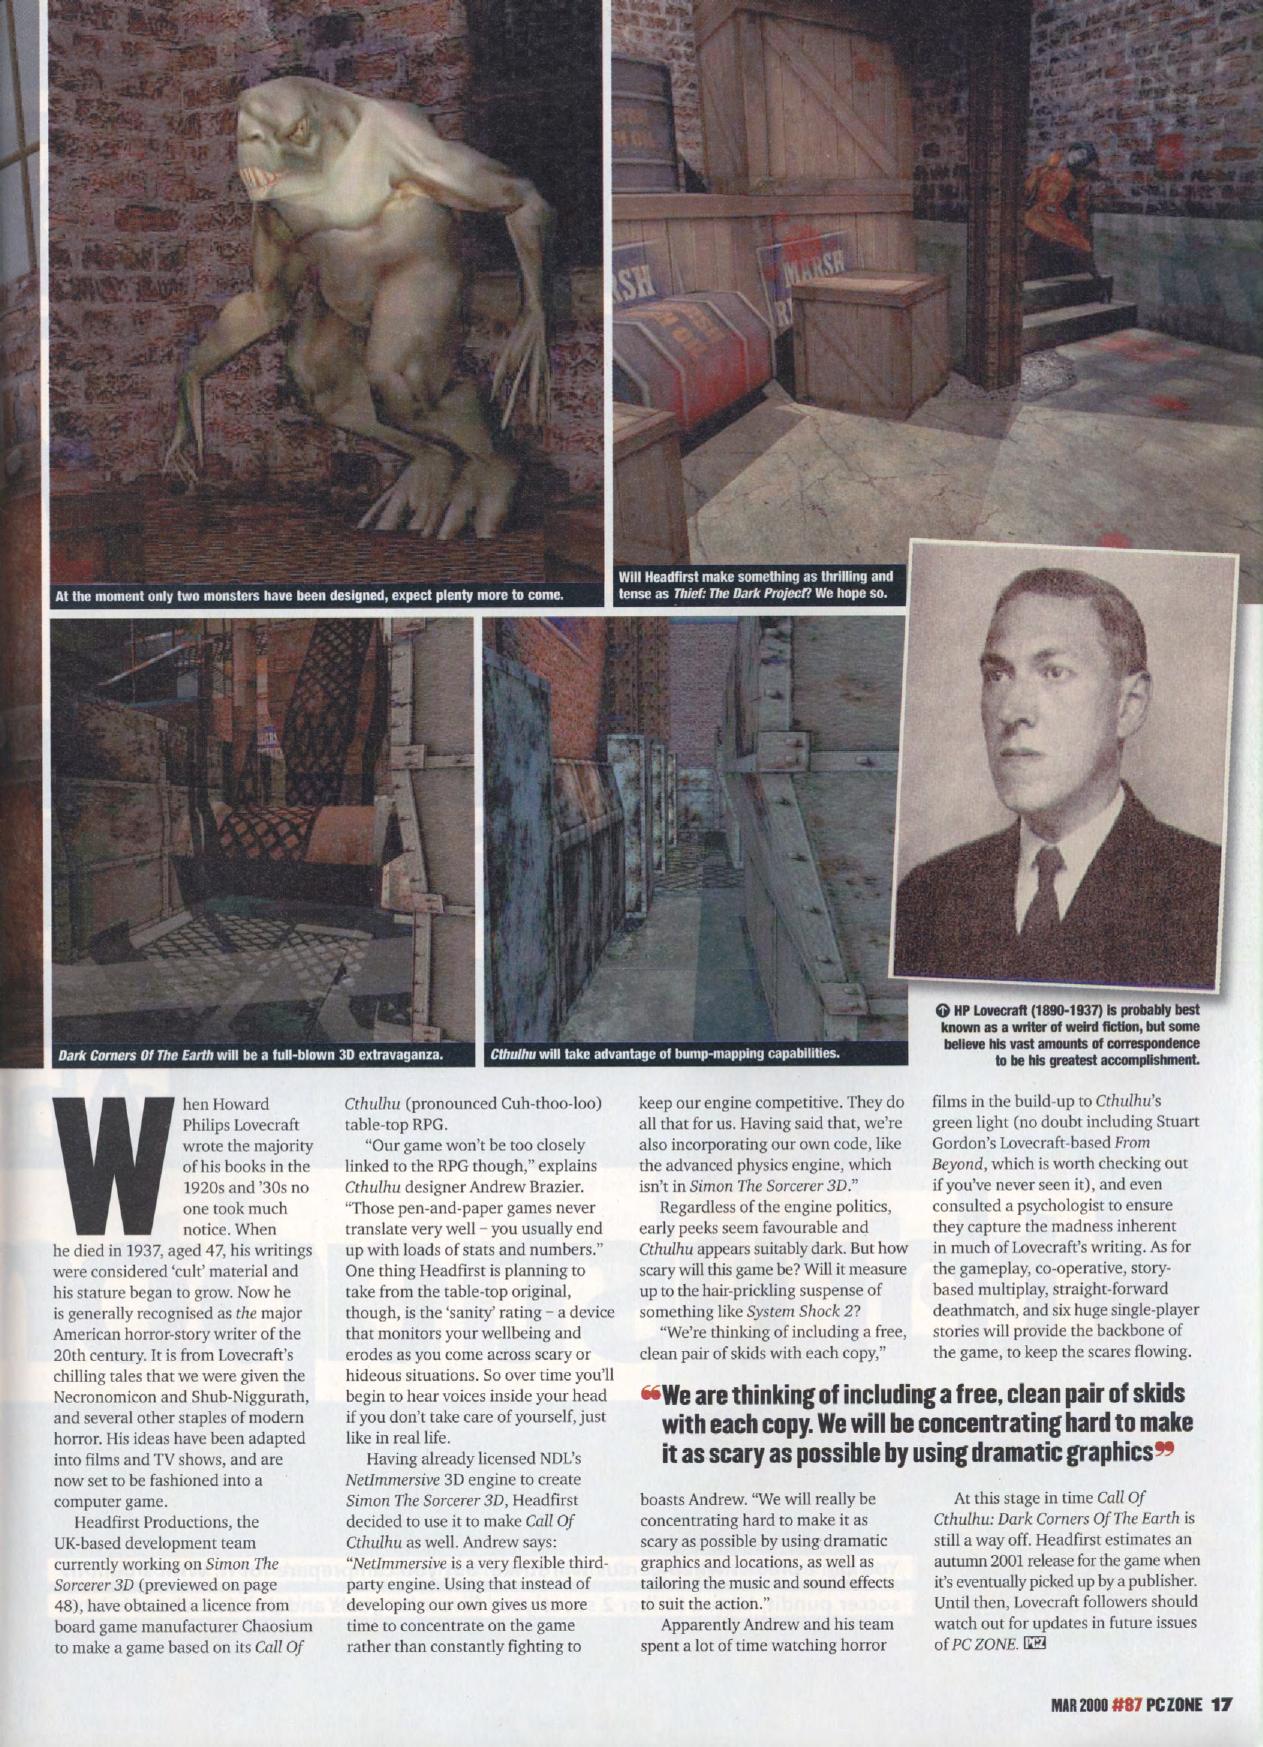 SH
MARSH
At the moment only two monsters have been designed, expect plenty more to come.
Will Headfirst make something as thrilling and
tense as Thief: The Dark Project? We hope so.
Dark Corners Of The Earth will be a full-blown 3D extravaganza.
Cthulhu will take advantage of bump-mapping capabilities.
HP Lovecraft (1890-1937) is probably best
known as a writer of weird fiction, but some
believe his vast amounts of correspondence
to be his greatest accomplishment.
When Howard
Philips Lovecraft
wrote the majority
of his books in the
1920s and '30s no
one took much
notice. When
he died in 1937, aged 47, his writings
were considered 'cult' material and
his stature began to grow. Now he
is generally recognised as the major
American horror-story writer of the
20th century. It is from Lovecraft's
chilling tales that we were given the
Necronomicon and Shub-Niggurath,
and several other staples of modern
horror. His ideas have been adapted
into films and TV shows, and are
now set to be fashioned into a
computer game.
Headfirst Productions, the
UK-based development team
currently working on Simon The
Sorcerer 3D (previewed on page
48), have obtained a licence from
board game manufacturer Chaosium
to make a game based on its Call Of
Cthulhu (pronounced Cuh-thoo-loo)
table-top RPG.
"Our game won't be too closely
linked to the RPG though," explains
Cthulhu designer Andrew Brazier.
"Those pen-and-paper games never
translate very well – you usually end
up with loads of stats and numbers."
One thing Headfirst is planning to
take from the table-top original,
though, is the 'sanity' rating – a device
that monitors your wellbeing and
erodes as you come across scary or
hideous situations. So over time you'll
begin to hear voices inside your head
if you don't take care of yourself, just
like in real life.
Having already licensed NDL's
NetImmersive 3D engine to create
Simon The Sorcerer 3D, Headfirst
decided to use it to make Call Of
Cthulhu as well. Andrew says:
"NetImmersive is a very flexible third-
party engine. Using that instead of
developing our own gives us more
time to concentrate on the game
rather than constantly fighting to
keep our engine competitive. They do
all that for us. Having said that, we're
also incorporating our own code, like
the advanced physics engine, which
isn't in Simon The Sorcerer 3D."
Regardless of the engine politics,
early peeks seem favourable and
Cthulhu appears suitably dark. But how
scary will this game be? Will it measure
up to the hair-prickling suspense of
something like System Shock 2?
"We're thinking of including a free,
clean pair of skids with each copy,"
boasts Andrew. "We will really be
concentrating hard to make it as
scary as possible by using dramatic
graphics and locations, as well as
tailoring the music and sound effects
to suit the action."
Apparently Andrew and his team
spent a lot of time watching horror
films in the build-up to Cthulhu's
green light (no doubt including Stuart
Gordon's Lovecraft-based From
Beyond, which is worth checking out
if you've never seen it), and even
consulted a psychologist to ensure
they capture the madness inherent
in much of Lovecraft's writing. As for
the gameplay, co-operative, story-
based multiplay, straight-forward
deathmatch, and six huge single-player
stories will provide the backbone of
the game, to keep the scares flowing.
“We are thinking of including a free, clean pair of skids
with each copy. We will be concentrating hard to make
it as scary as possible by using dramatic graphics”
At this stage in time Call Of
Cthulhu: Dark Corners Of The Earth is
still a way off. Headfirst estimates an
autumn 2001 release for the game when
it's eventually picked up by a publisher.
Until then, Lovecraft followers should
watch out for updates in future issues
of PC ZONE. PCZ
MAR 2000 #87 PC ZONE 17